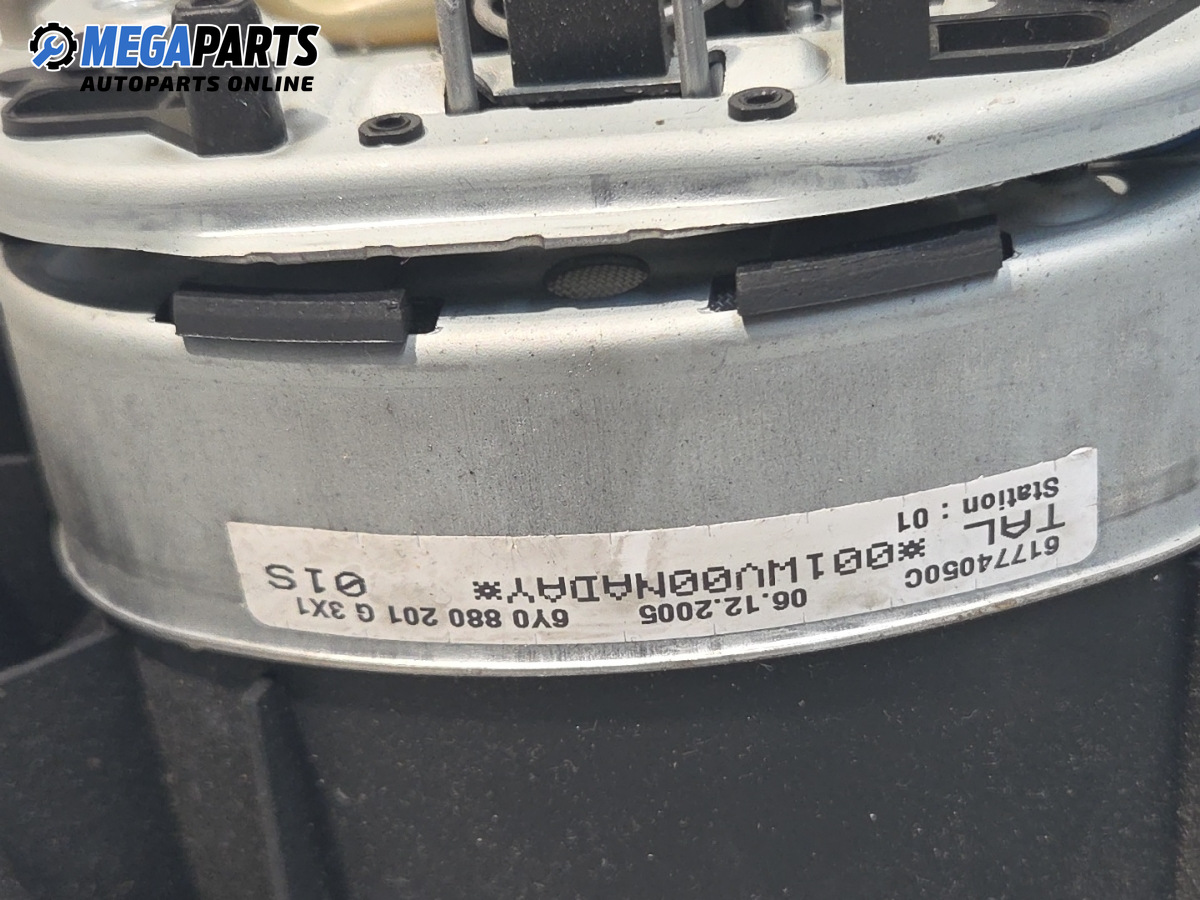 MEGAPARTS
AUTOPARTS ONLINE
61774050C 06.12.2005 6Y0 880 201 G 3X1
TAL *001WV00NADAY* 01S
Station : 01